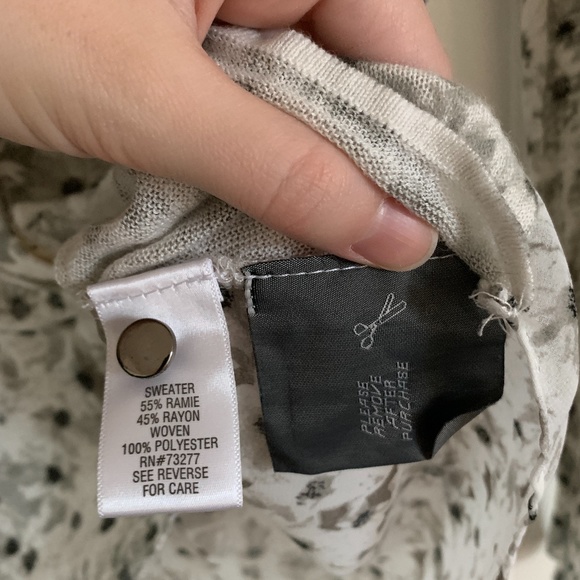 SWEATER
55% RAMIE
45% RAYON
WOVEN
100% POLYESTER
RN#73277
SEE REVERSE
FOR CARE
PLEASE
REMOVE
AFTER
PURCHASE